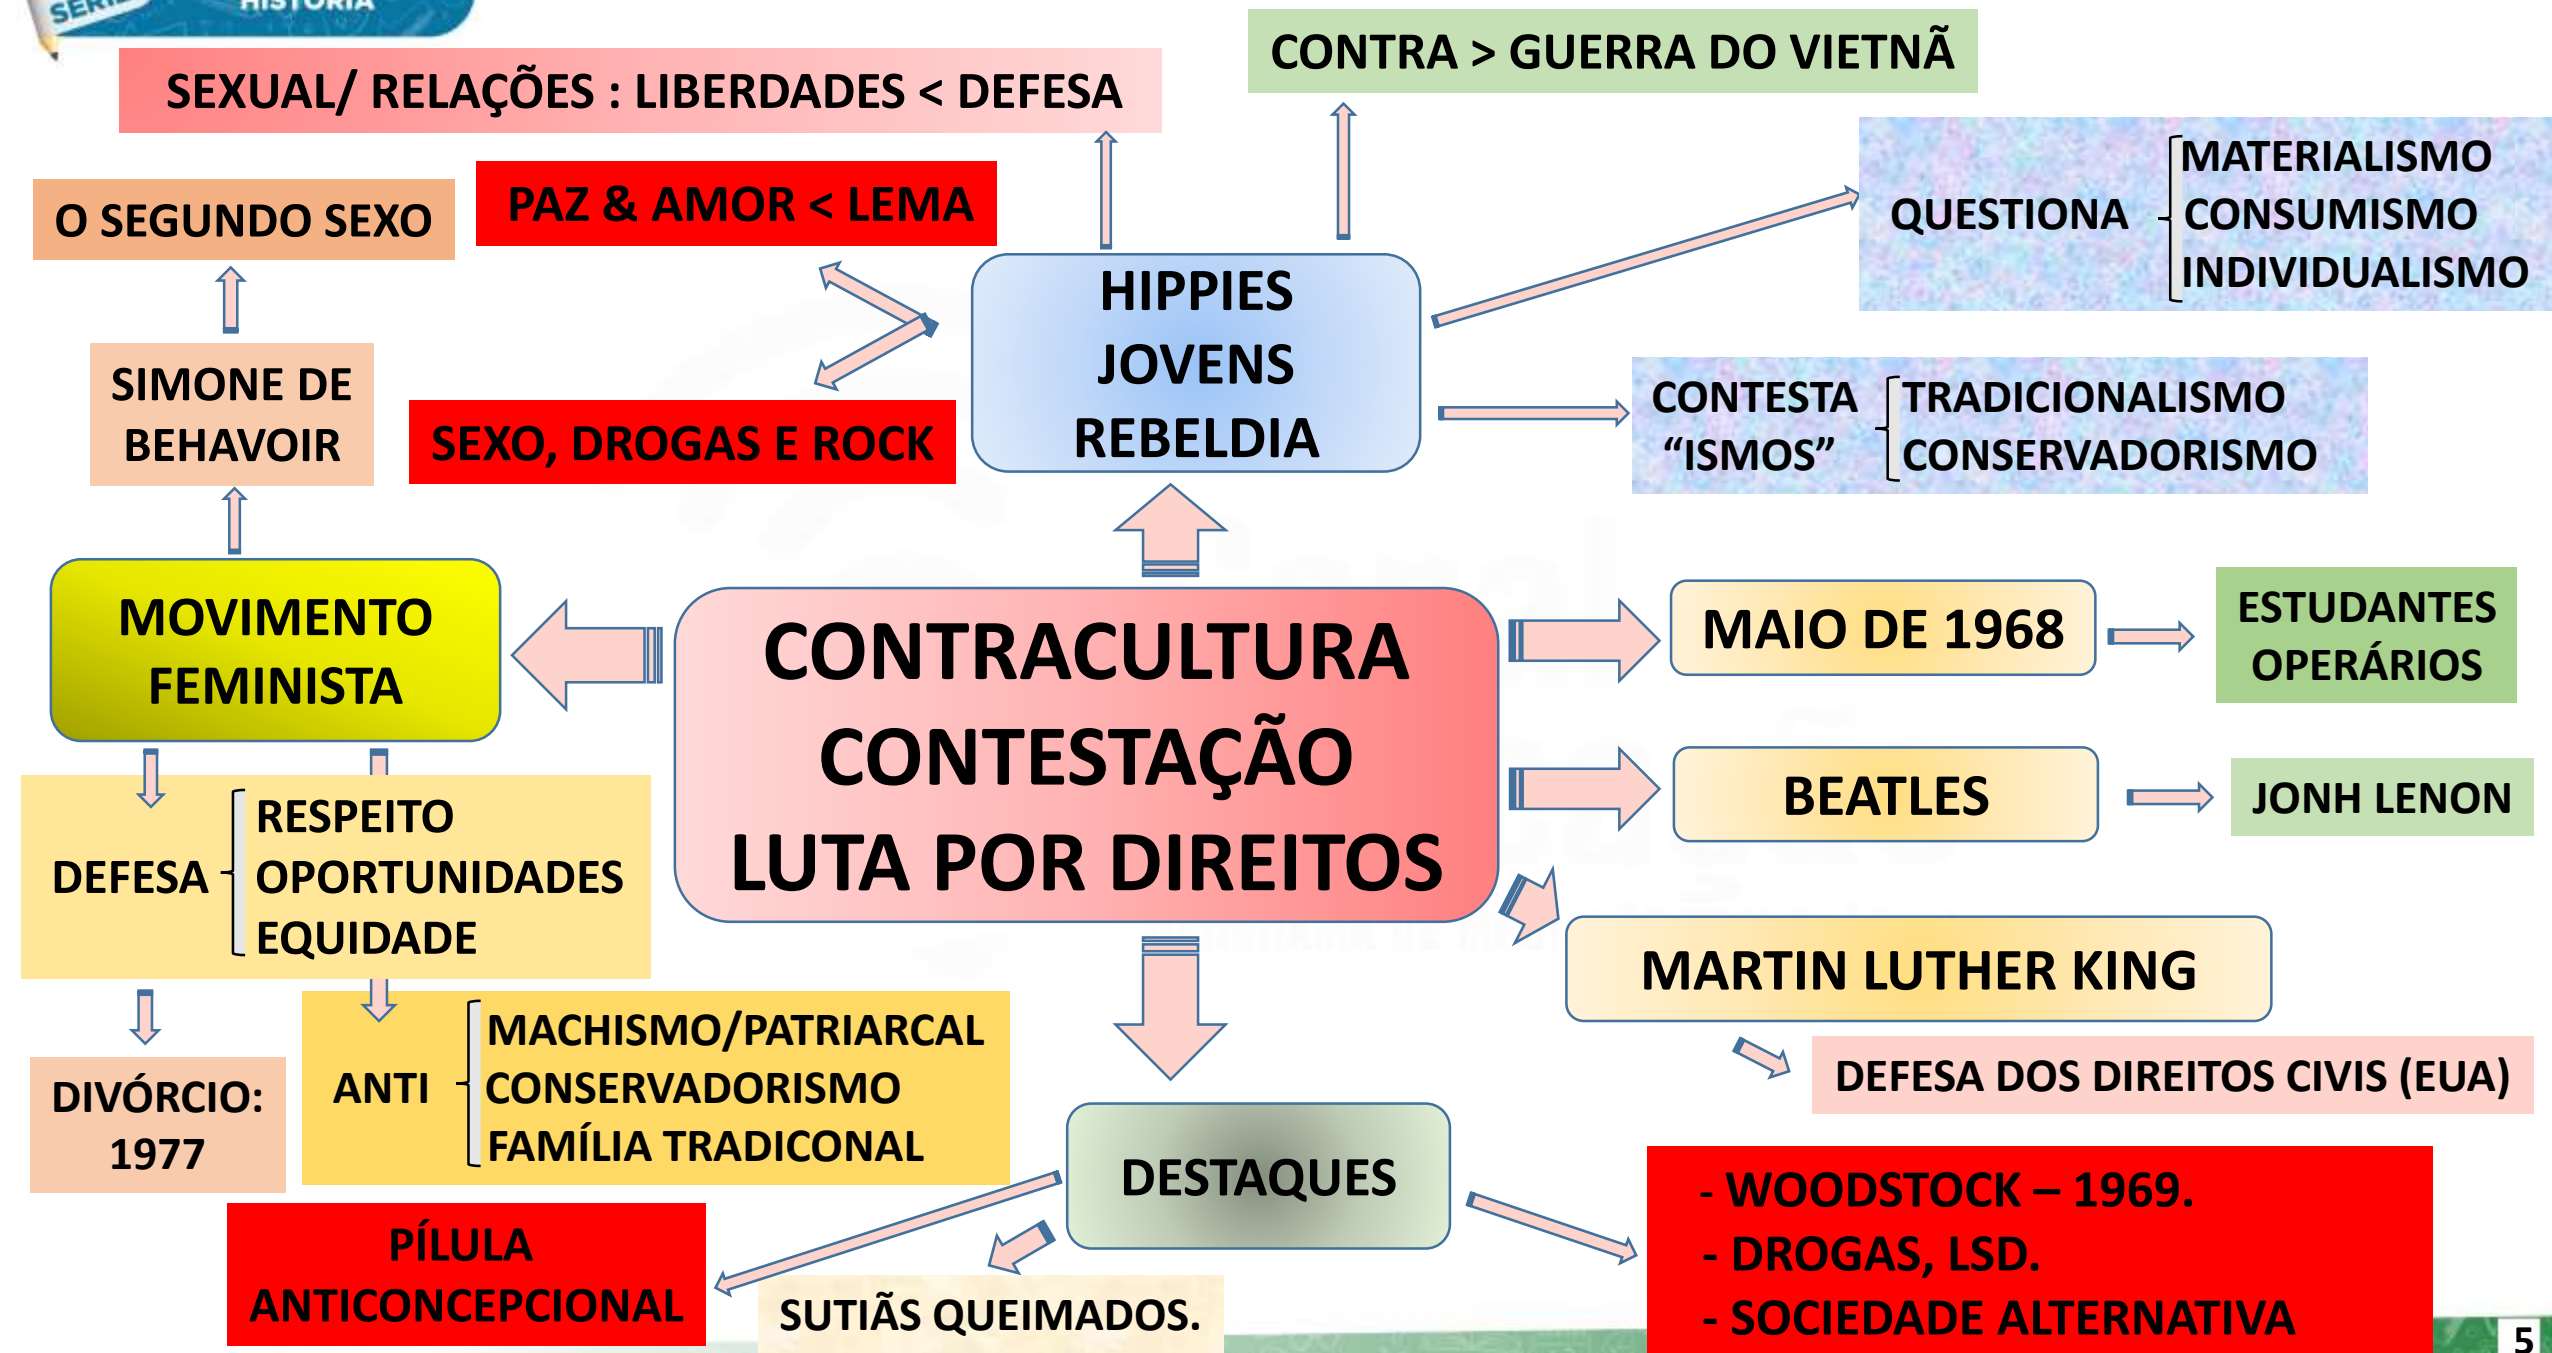 SÉRIE
HISTÓRIA
CONTRA > GUERRA DO VIETNÃ
SEXUAL/ RELAÇÕES : LIBERDADES < DEFESA
MATERIALISMO
QUESTIONA
CONSUMISMO
INDIVIDUALISMO
PAZ & AMOR < LEMA
O SEGUNDO SEXO
HIPPIES
JOVENS
REBELDIA
SIMONE DE
BEHAVOIR
SEXO, DROGAS E ROCK
CONTESTA
“ISMOS”
TRADICIONALISMO
CONSERVADORISMO
MOVIMENTO
FEMINISTA
CONTRACULTURA
CONTESTAÇÃO
LUTA POR DIREITOS
MAIO DE 1968
ESTUDANTES
OPERÁRIOS
BEATLES
JONH LENON
DEFESA
RESPEITO
OPORTUNIDADES
EQUIDADE
MARTIN LUTHER KING
DEFESA DOS DIREITOS CIVIS (EUA)
DIVÓRCIO:
1977
ANTI
MACHISMO/PATRIARCAL
CONSERVADORISMO
FAMÍLIA TRADICONAL
DESTAQUES
PÍLULA
ANTICONCEPCIONAL
SUTIÃS QUEIMADOS.
- WOODSTOCK – 1969.
- DROGAS, LSD.
- SOCIEDADE ALTERNATIVA
5